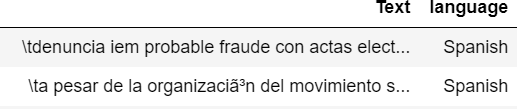 Text language
\tdenuncia iem probable fraude con actas elect... Spanish
\ta pesar de la organizaciã³n del movimiento s... Spanish